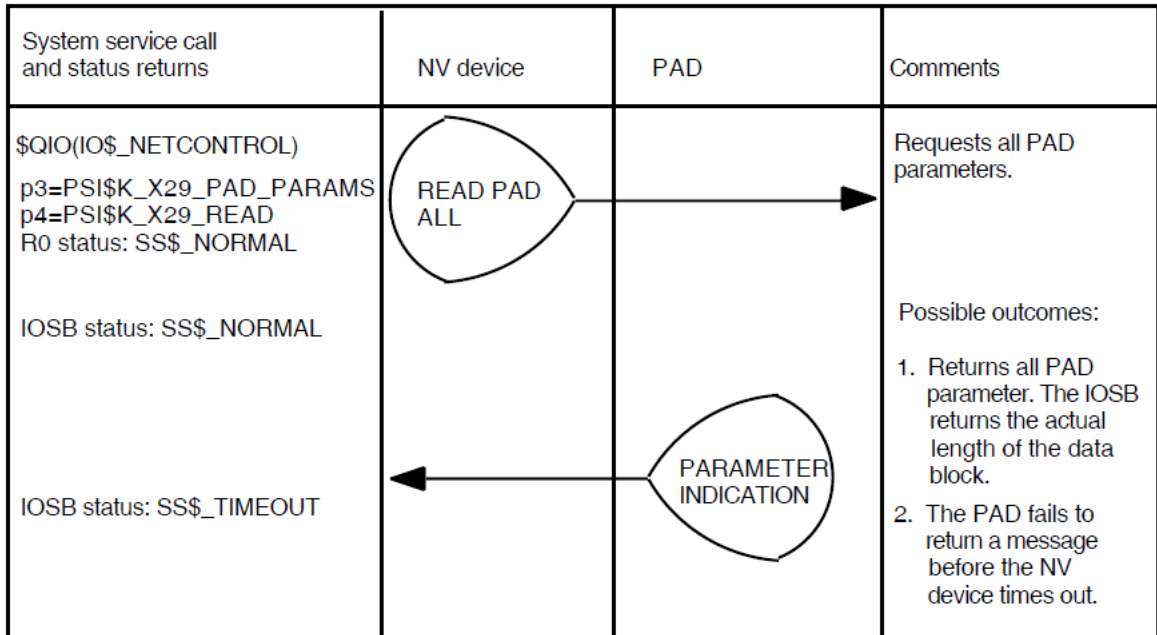 System service call
and status returns
NV device
PAD
Comments
$QIO(IO$_NETCONTROL)
p3=PSI$K_X29_PAD_PARAMS
p4=PSI$K_X29_READ
R0 status: SS$_NORMAL
READ PAD
ALL
Requests all PAD
parameters.
IOSB status: SS$_NORMAL
Possible outcomes:
1. Returns all PAD
parameter. The IOSB
returns the actual
length of the data
block.
PARAMETER
INDICATION
IOSB status: SS$_TIMEOUT
2. The PAD fails to
return a message
before the NV
device times out.